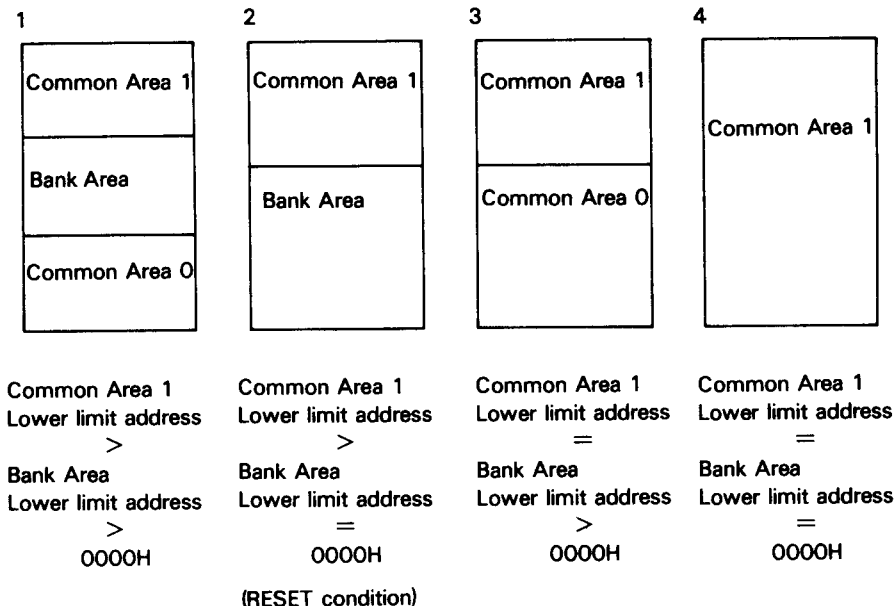 1
Common Area 1
Bank Area
Common Area 0
Common Area 1
Lower limit address
>
Bank Area
Lower limit address
>
0000H
2
Common Area 1
Bank Area
Common Area 1
Lower limit address
>
Bank Area
Lower limit address
=
0000H
(RESET condition)
3
Common Area 1
Common Area 0
Common Area 1
Lower limit address
=
Bank Area
Lower limit address
>
0000H
4
Common Area 1
Common Area 1
Lower limit address
=
Bank Area
Lower limit address
=
0000H